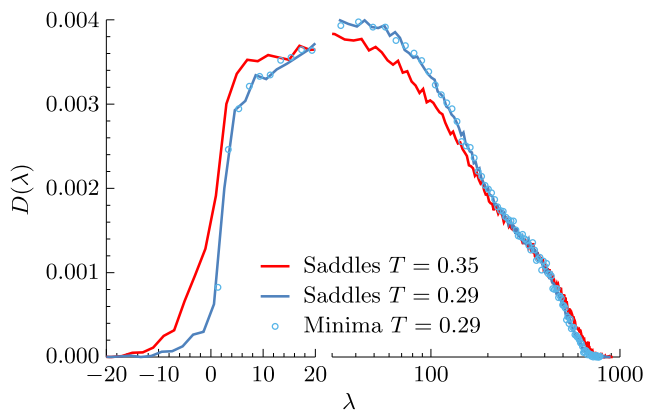 0.004
0.003
0.002
0.001
0.000
D(λ)
Saddles T = 0.35
Saddles T = 0.29
Minima T = 0.29
−20 −10 0 10 20 100 1000
λ